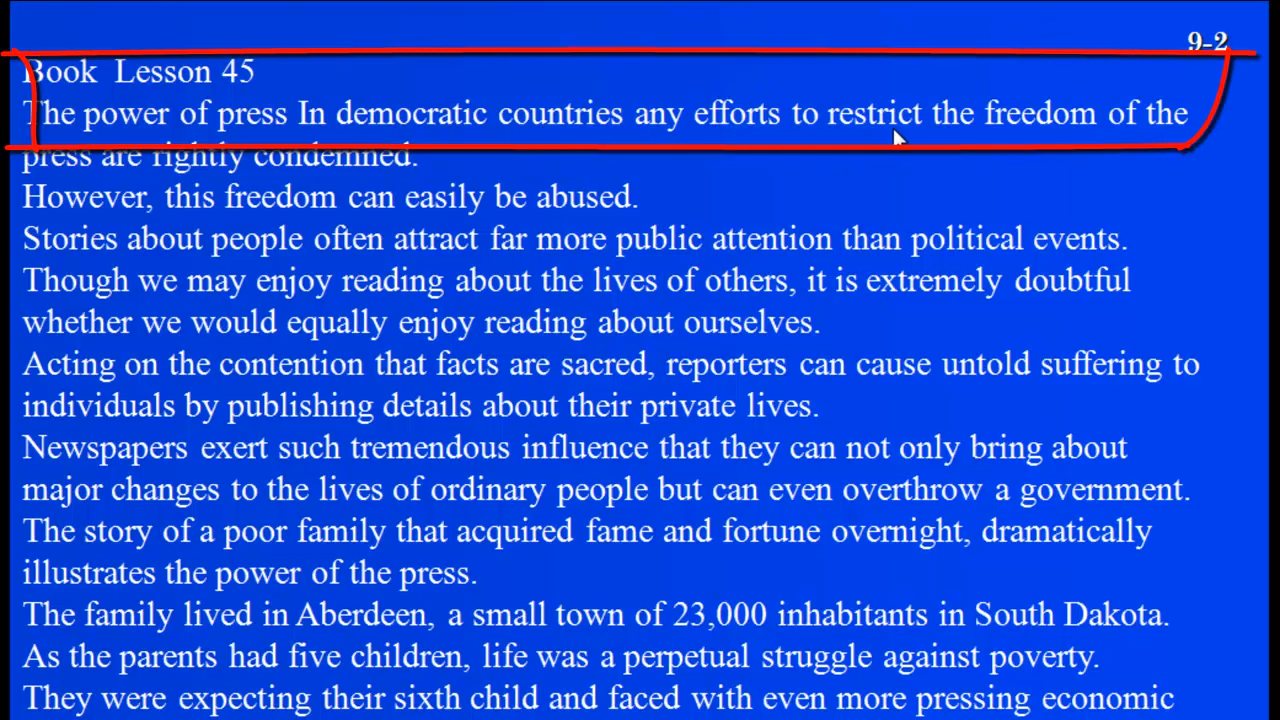 9-2
Book Lesson 45
The power of press In democratic countries any efforts to restrict the freedom of the
press are rightly condemned.
However, this freedom can easily be abused.
Stories about people often attract far more public attention than political events.
Though we may enjoy reading about the lives of others, it is extremely doubtful
whether we would equally enjoy reading about ourselves.
Acting on the contention that facts are sacred, reporters can cause untold suffering to
individuals by publishing details about their private lives.
Newspapers exert such tremendous influence that they can not only bring about
major changes to the lives of ordinary people but can even overthrow a government.
The story of a poor family that acquired fame and fortune overnight, dramatically
illustrates the power of the press.
The family lived in Aberdeen, a small town of 23,000 inhabitants in South Dakota.
As the parents had five children, life was a perpetual struggle against poverty.
They were expecting their sixth child and faced with even more pressing economic